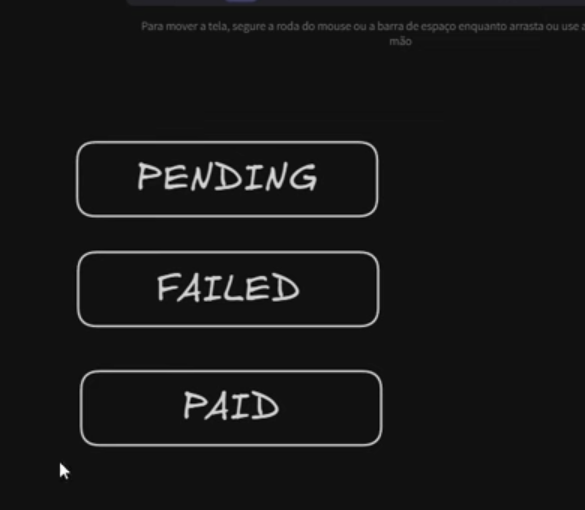 Para mover a tela, segure a roda do mouse ou a barra de espaço enquanto arrasta ou use a
mão
PENDING
FAILED
PAID